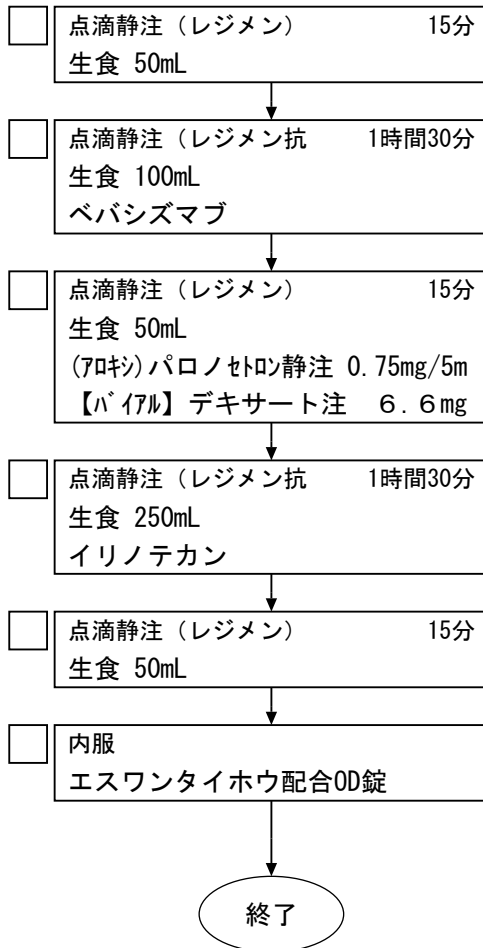 点滴静注（レジメン） 15分
生食 50mL
点滴静注（レジメン抗 1時間30分
生食 100mL
ベバシズマブ
点滴静注（レジメン） 15分
生食 50mL
(ｱﾛｷｼ)パロノｾﾄﾛﾝ静注 0.75mg/5m
【ﾊﾞｲｱﾙ】デキサート注　６.６mg
点滴静注（レジメン抗 1時間30分
生食 250mL
イリノテカン
点滴静注（レジメン） 15分
生食 50mL
内服
エスワンタイホウ配合OD錠
終了